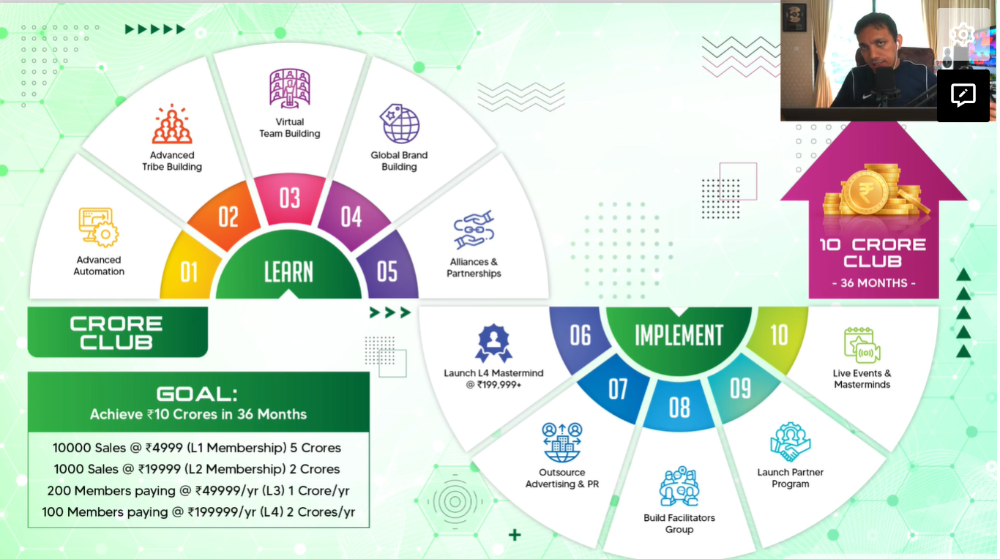 01
Advanced
Automation
02
Advanced
Tribe Building
03
Virtual
Team Building
04
Global Brand
Building
05
Alliances &
Partnerships
LEARN
CRORE
CLUB
GOAL:
Achieve ₹10 Crores in 36 Months
10000 Sales @ ₹4999 (L1 Membership) 5 Crores
1000 Sales @ ₹19999 (L2 Membership) 2 Crores
200 Members paying @ ₹49999/yr (L3) 1 Crore/yr
100 Members paying @ ₹199999/yr (L4) 2 Crores/yr
IMPLEMENT
06
Launch L4 Mastermind
@ ₹199,999+
07
Outsource
Advertising & PR
08
Build Facilitators
Group
09
Launch Partner
Program
10
Live Events &
Masterminds
₹
10 CRORE
CLUB
- 36 MONTHS -